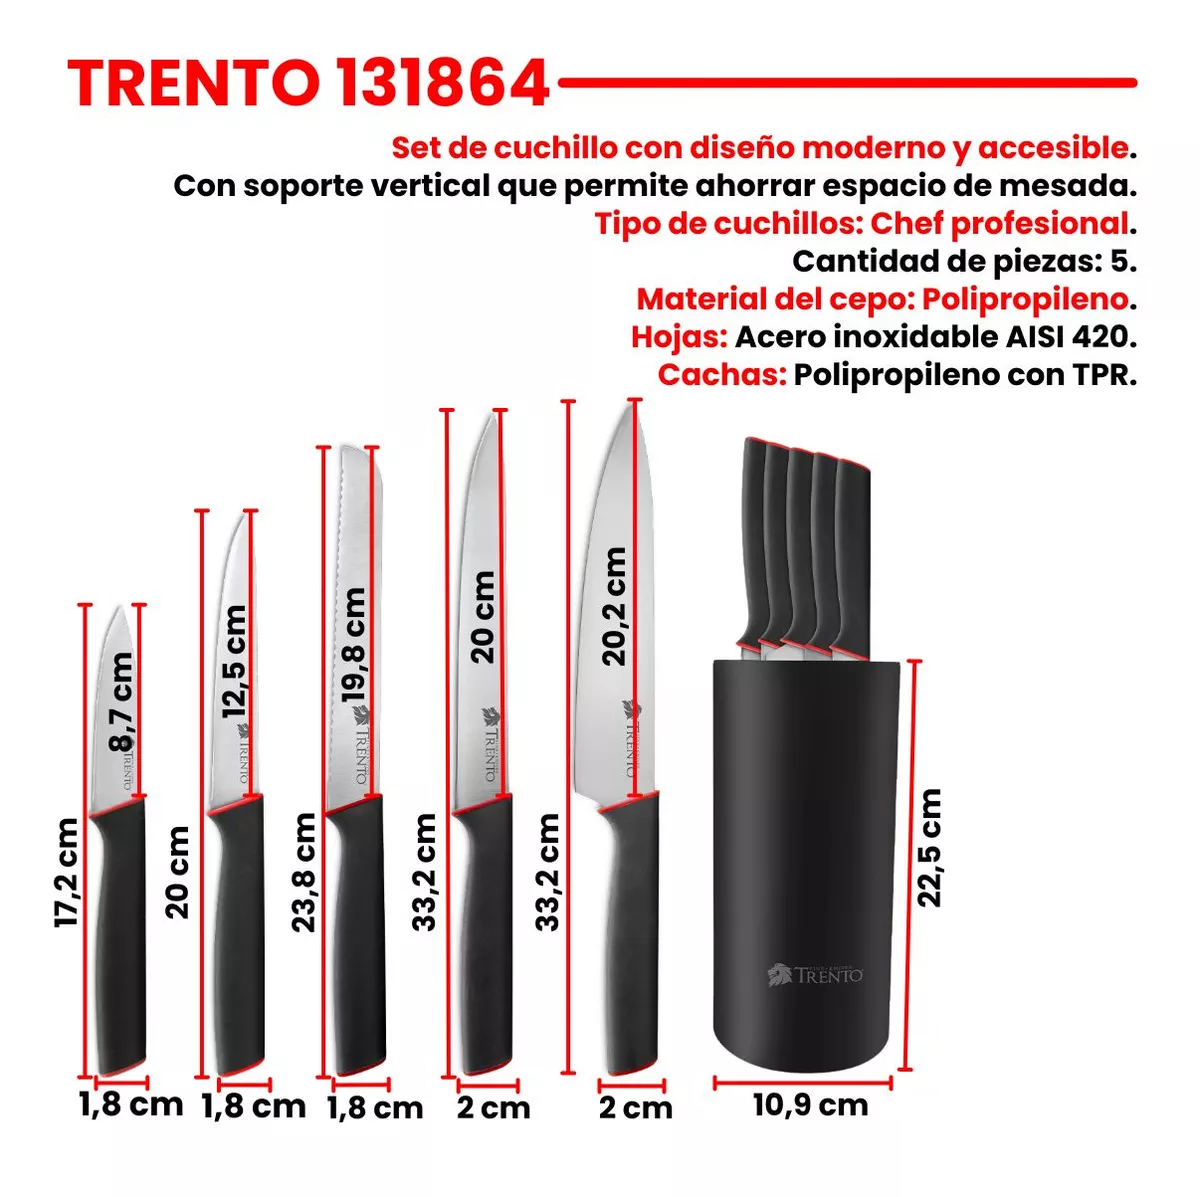 TRENTO 131864
Set de cuchillo con diseño moderno y accesible.
Con soporte vertical que permite ahorrar espacio de mesada.
Tipo de cuchillos: Chef profesional.
Cantidad de piezas: 5.
Material del cepo: Polipropileno.
Hojas: Acero inoxidable AISI 420.
Cachas: Polipropileno con TPR.
8,7 cm
12,5 cm
19,8 cm
20 cm
20,2 cm
TRENTO
TRENTO
TRENTO
TRENTO
TRENTO
17,2 cm
20 cm
23,8 cm
33,2 cm
33,2 cm
22,5 cm
TRENTO
1,8 cm
1,8 cm
1,8 cm
2 cm
2 cm
10,9 cm